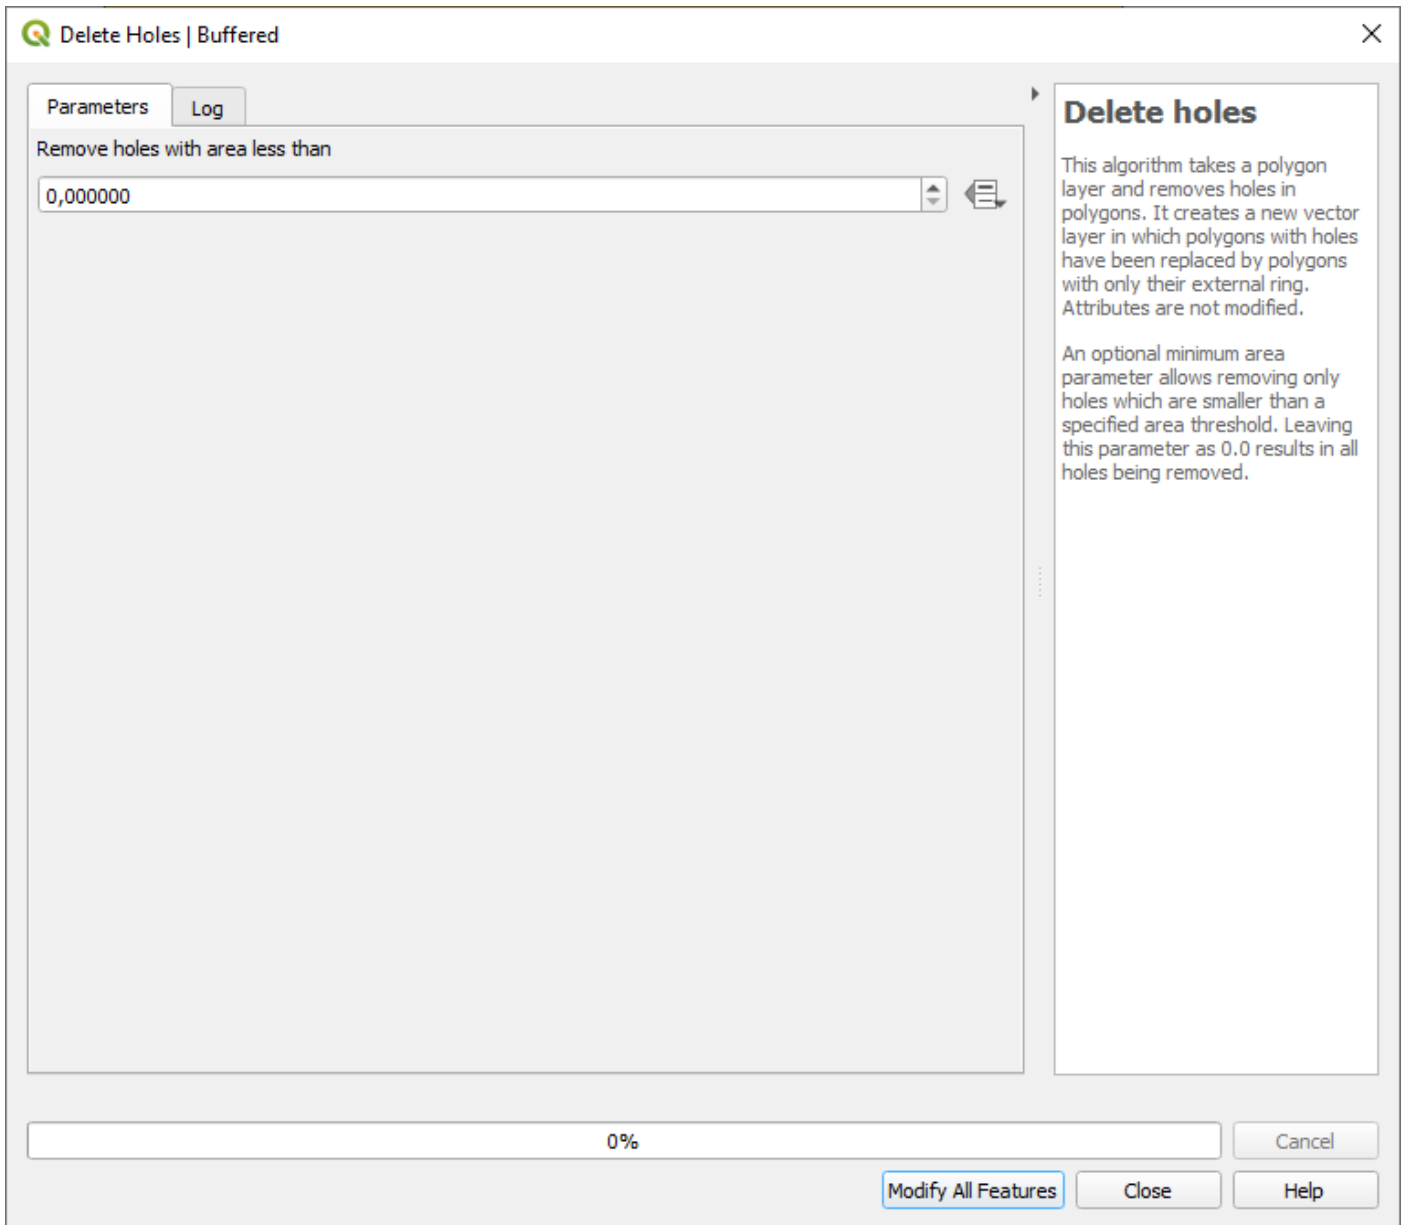 Delete Holes | Buffered
Parameters
Log
Remove holes with area less than
0,000000
Delete holes
This algorithm takes a polygon
layer and removes holes in
polygons. It creates a new vector
layer in which polygons with holes
have been replaced by polygons
with only their external ring.
Attributes are not modified.
An optional minimum area
parameter allows removing only
holes which are smaller than a
specified area threshold. Leaving
this parameter as 0.0 results in all
holes being removed.
0%
Cancel
Modify All Features
Close
Help